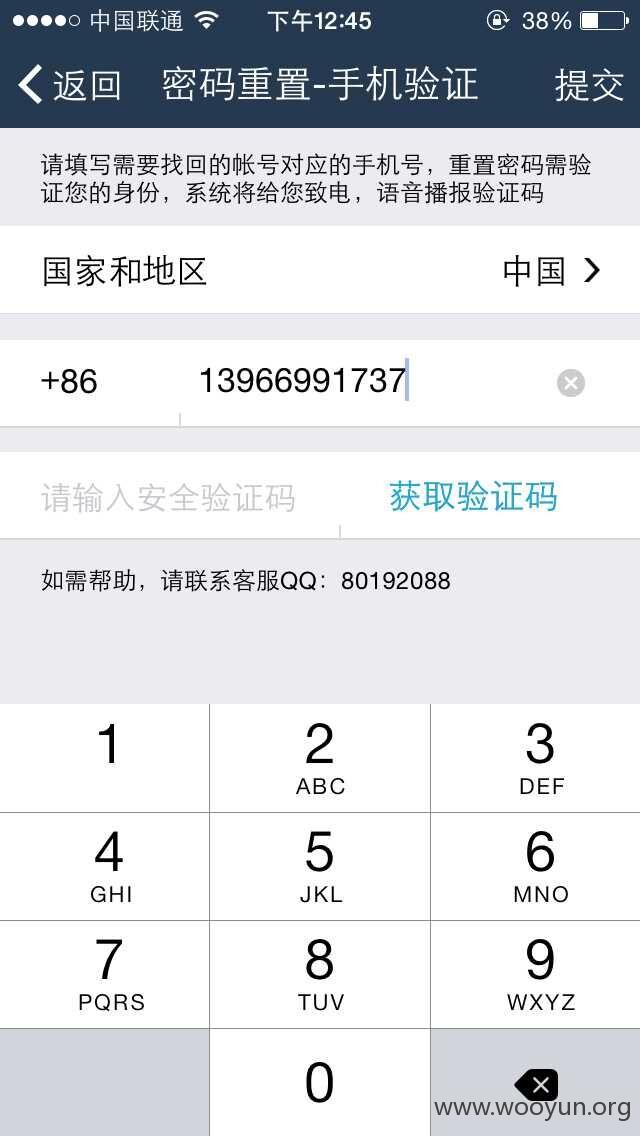 中国联通 下午12:45 38%
返回 密码重置-手机验证 提交
请填写需要找回的帐号对应的手机号，重置密码需验
证您的身份，系统将给您致电，语音播报验证码
国家和地区 中国
+86 13966991737
请输入安全验证码 获取验证码
如需帮助，请联系客服QQ：80192088
1 2 3
ABC DEF
4 5 6
GHI JKL MNO
7 8 9
PQRS TUV WXYZ
0
www.wooyun.org